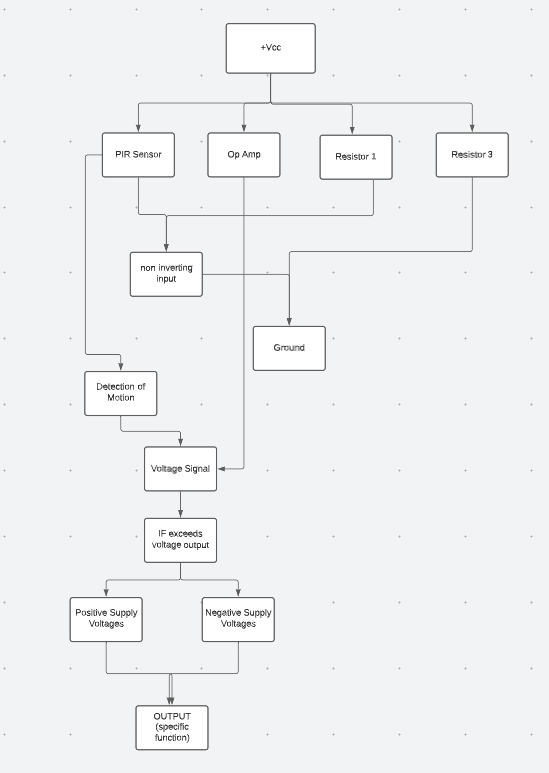 +Vcc
PIR Sensor
Op Amp
Resistor 1
Resistor 3
non inverting
input
Ground
Detection of
Motion
Voltage Signal
IF exceeds
voltage output
Positive Supply
Voltages
Negative Supply
Voltages
OUTPUT
(specific
function)